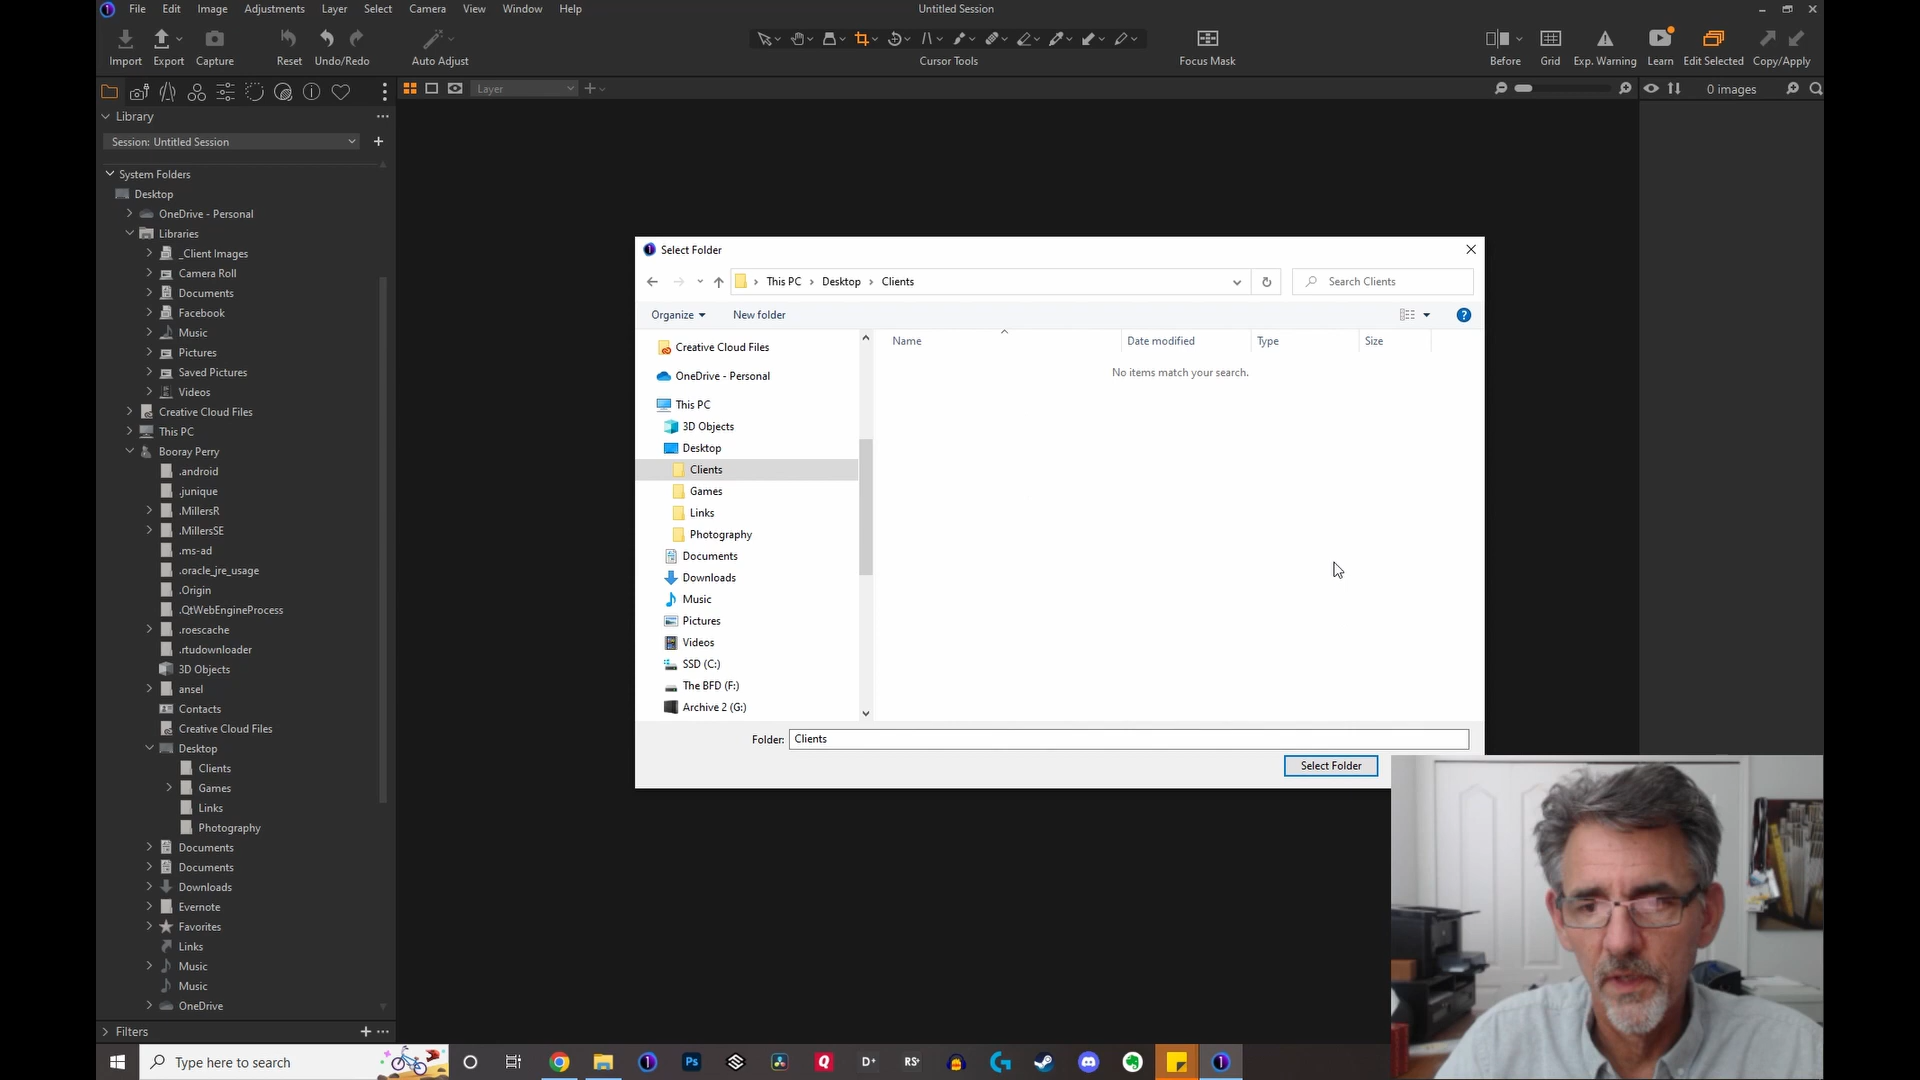 File Edit Image Adjustments Layer Select Camera View Window Help
Untitled Session
Import Export Capture Reset Undo/Redo Auto Adjust Cursor Tools Focus Mask Before Grid Exp. Warning Learn Edit Selected Copy/Apply
Layer
0 images
Library
Session: Untitled Session
System Folders
Desktop
OneDrive - Personal
Libraries
_Client Images
Camera Roll
Documents
Facebook
Music
Pictures
Saved Pictures
Videos
Creative Cloud Files
This PC
Booray Perry
.android
.junique
.MillersR
.MillersSE
.ms-ad
.oracle_jre_usage
.Origin
.QtWebEngineProcess
.roescache
.rtudownloader
3D Objects
ansel
Contacts
Creative Cloud Files
Desktop
Clients
Games
Links
Photography
Documents
Documents
Downloads
Evernote
Favorites
Links
Music
Music
OneDrive
Filters
Select Folder
This PC › Desktop › Clients
Search Clients
Organize New folder
Name Date modified Type Size
No items match your search.
Creative Cloud Files
OneDrive - Personal
This PC
3D Objects
Desktop
Clients
Games
Links
Photography
Documents
Downloads
Music
Pictures
Videos
SSD (C:)
The BFD (F:)
Archive 2 (G:)
Folder: Clients
Select Folder
Type here to search
Ps
Q
D+
RS+